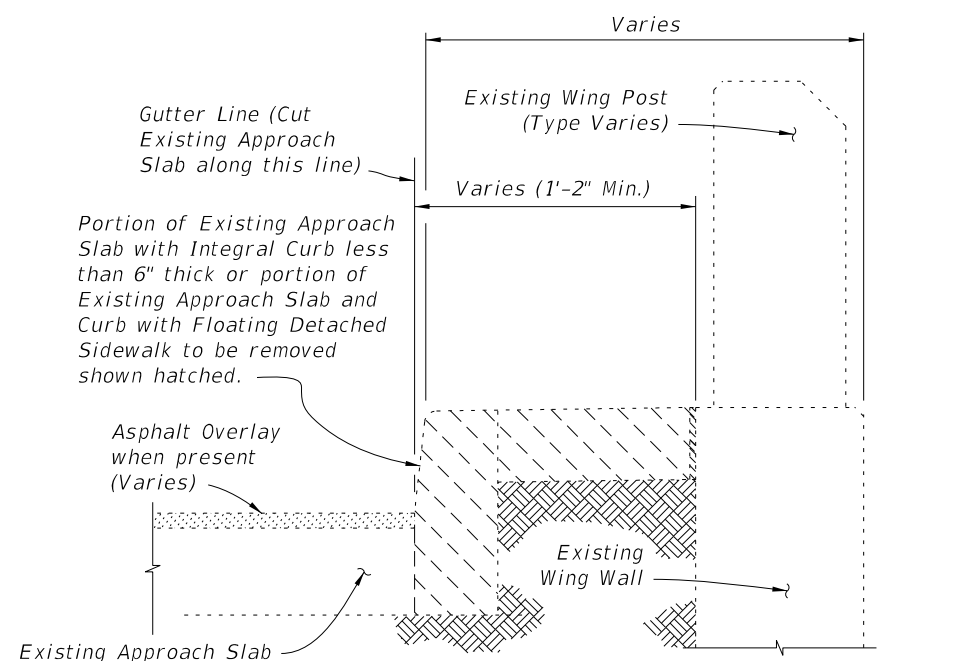 Varies
Existing Wing Post
(Type Varies)
Gutter Line (Cut
Existing Approach
Slab along this line)
Varies (1'-2" Min.)
Portion of Existing Approach
Slab with Integral Curb less
than 6" thick or portion of
Existing Approach Slab and
Curb with Floating Detached
Sidewalk to be removed
shown hatched.
Asphalt Overlay
when present
(Varies)
Existing
Wing Wall
Existing Approach Slab